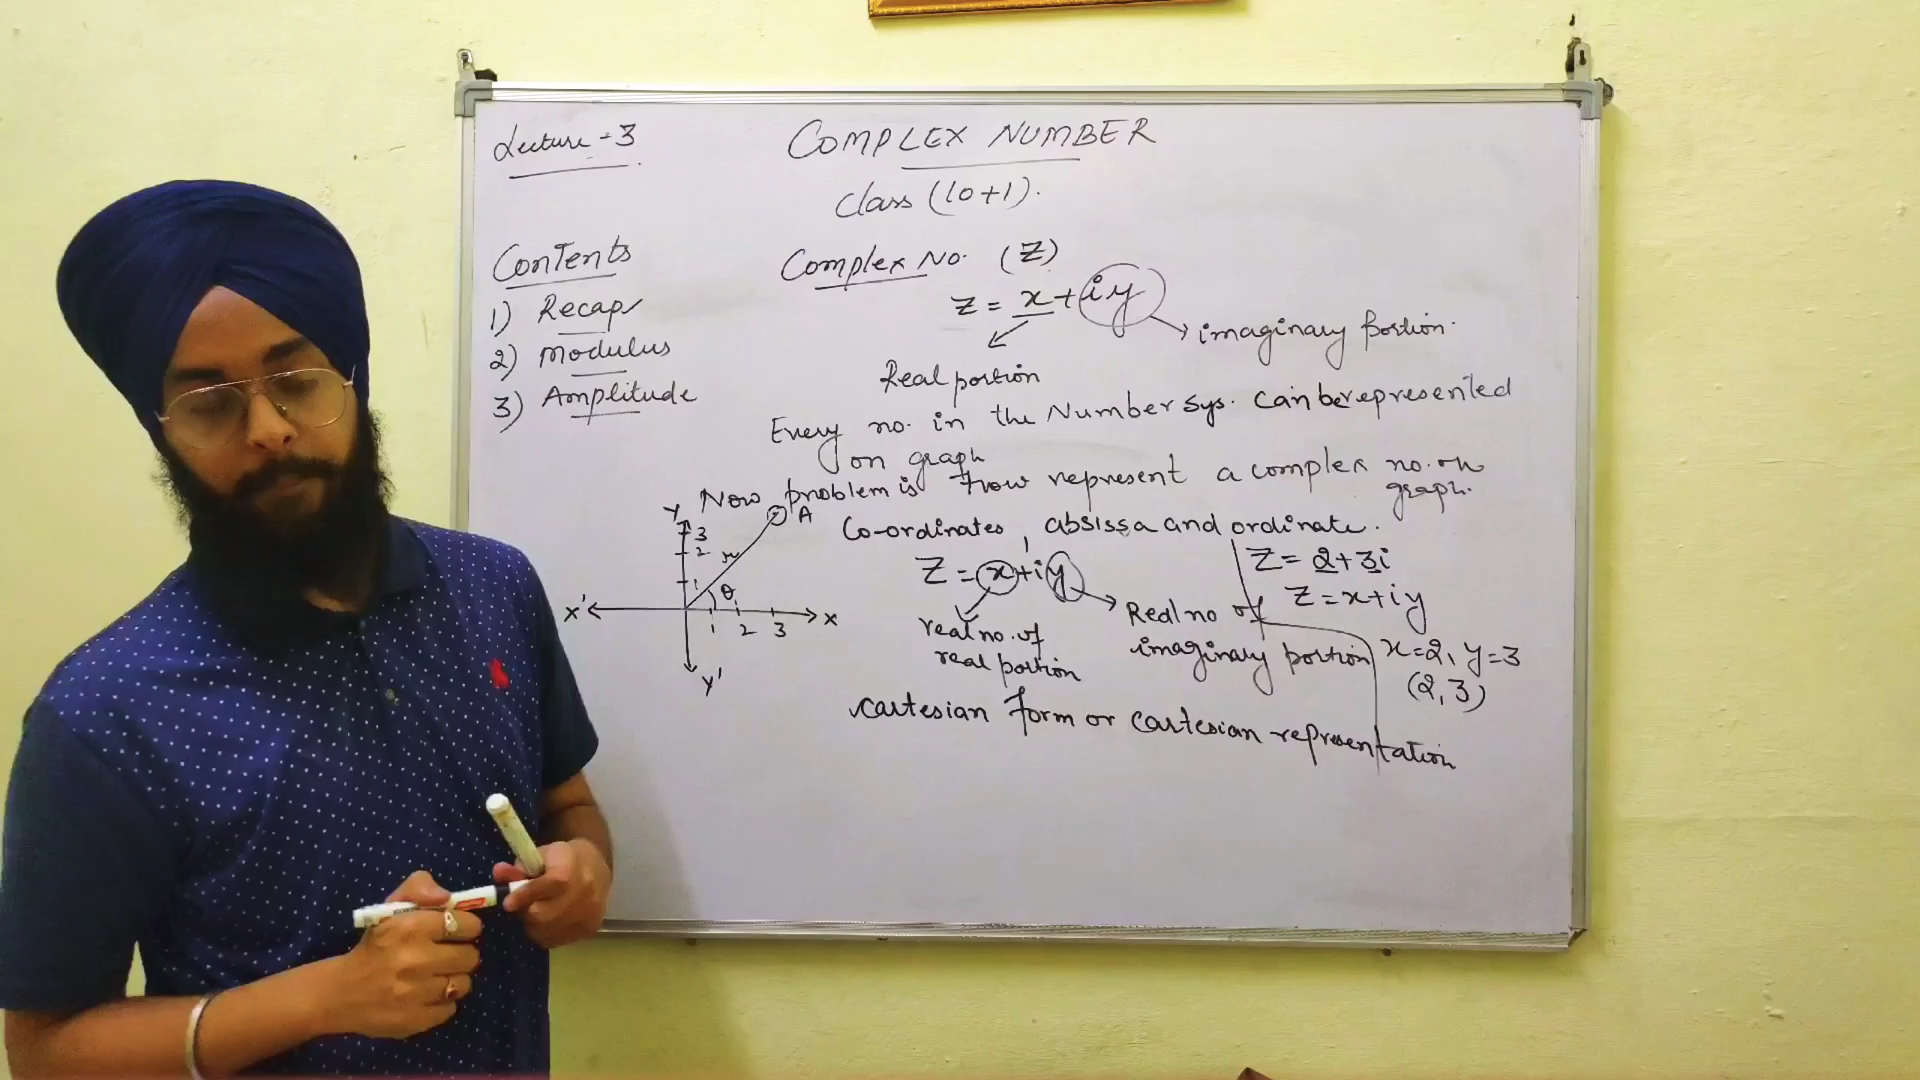 Lecture - 3
COMPLEX NUMBER
Class (10+1).
Contents
1) Recap
2) Modulus
3) Amplitude
Complex No. (Z)
Z = x + iy
imaginary portion.
Real portion
Every no. in the Number sys. can be represented
on graph
Now problem is how represent a complex no. on
graph.
Co-ordinates, absissa and ordinate.
Z = x + iy
real no. of
real portion
Real no of
imaginary portion
Z = 2 + 3i
Z = x + iy
x = 2, y = 3
(2, 3)
cartesian form or cartesian representation
Y
3
2
1
A
r
θ
X'
1 2 3
X
Y'